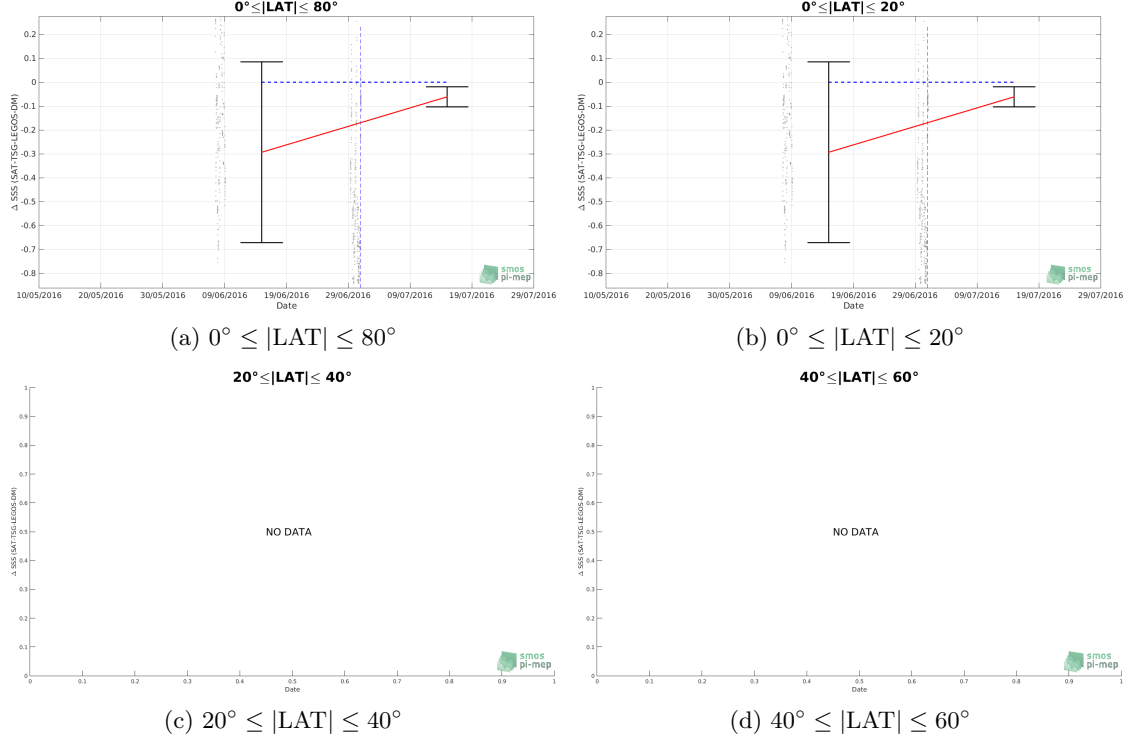 0°≤|LAT|≤ 80°
Δ SSS (SAT-TSG-LEGOS-DM)
0.2
0.1
0
-0.1
-0.2
-0.3
-0.4
-0.5
-0.6
-0.7
-0.8
10/05/2016 20/05/2016 30/05/2016 09/06/2016 19/06/2016 29/06/2016 09/07/2016 19/07/2016 29/07/2016
Date
smos
pi-mep
(a) 0° ≤ |LAT| ≤ 80°
0°≤|LAT|≤ 20°
Δ SSS (SAT-TSG-LEGOS-DM)
0.2
0.1
0
-0.1
-0.2
-0.3
-0.4
-0.5
-0.6
-0.7
-0.8
10/05/2016 20/05/2016 30/05/2016 09/06/2016 19/06/2016 29/06/2016 09/07/2016 19/07/2016 29/07/2016
Date
smos
pi-mep
(b) 0° ≤ |LAT| ≤ 20°
20°≤|LAT|≤ 40°
Δ SSS (SAT-TSG-LEGOS-DM)
1
0.9
0.8
0.7
0.6
0.5
0.4
0.3
0.2
0.1
0
NO DATA
0 0.1 0.2 0.3 0.4 0.5 0.6 0.7 0.8 0.9 1
Date
smos
pi-mep
(c) 20° ≤ |LAT| ≤ 40°
40°≤|LAT|≤ 60°
Δ SSS (SAT-TSG-LEGOS-DM)
1
0.9
0.8
0.7
0.6
0.5
0.4
0.3
0.2
0.1
0
NO DATA
0 0.1 0.2 0.3 0.4 0.5 0.6 0.7 0.8 0.9 1
Date
smos
pi-mep
(d) 40° ≤ |LAT| ≤ 60°